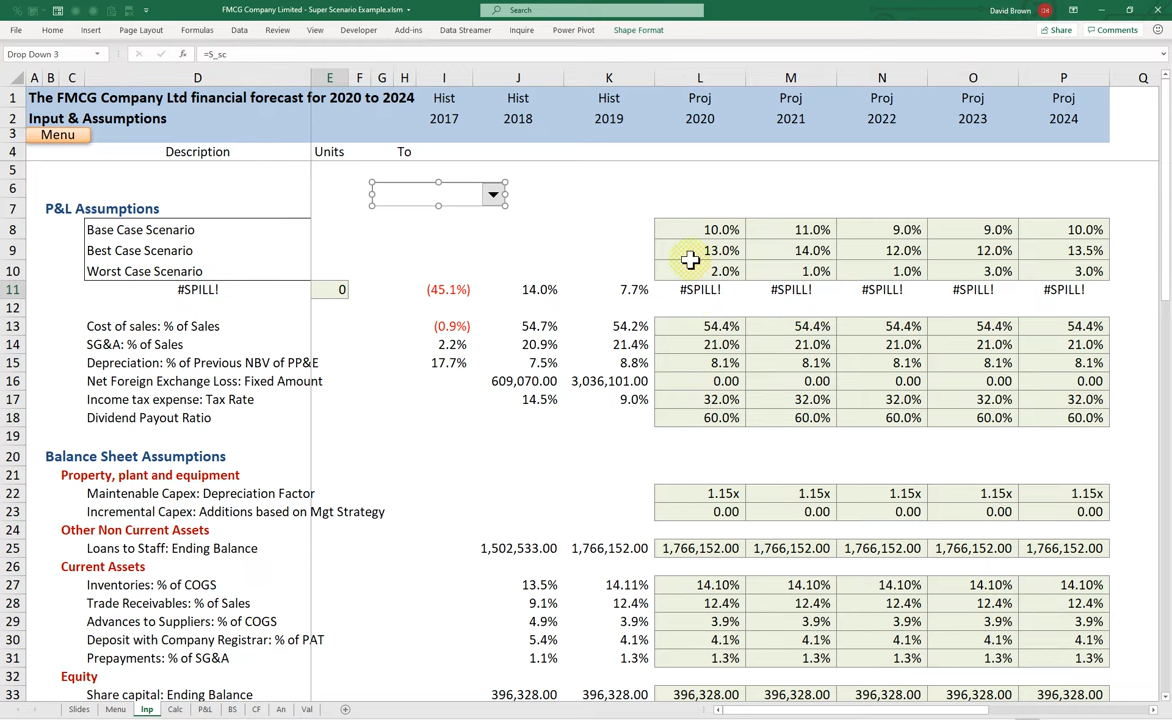 FMCG Company Limited - Super Scenario Example.xlsm
Search
David Brown DB
File Home Insert Page Layout Formulas Data Review View Developer Add-ins Data Streamer Inquire Power Pivot Shape Format Share Comments
Drop Down 3 fx =S_sc
A B C D E F G H I J K L M N O P Q
1 The FMCG Company Ltd financial forecast for 2020 to 2024 Hist Hist Hist Proj Proj Proj Proj Proj
2 Input & Assumptions 2017 2018 2019 2020 2021 2022 2023 2024
3 Menu
4 Description Units To
5
6
7 P&L Assumptions
8 Base Case Scenario 10.0% 11.0% 9.0% 9.0% 10.0%
9 Best Case Scenario 13.0% 14.0% 12.0% 12.0% 13.5%
10 Worst Case Scenario 2.0% 1.0% 1.0% 3.0% 3.0%
11 #SPILL! 0 (45.1%) 14.0% 7.7% #SPILL! #SPILL! #SPILL! #SPILL! #SPILL!
12
13 Cost of sales: % of Sales (0.9%) 54.7% 54.2% 54.4% 54.4% 54.4% 54.4% 54.4%
14 SG&A: % of Sales 2.2% 20.9% 21.4% 21.0% 21.0% 21.0% 21.0% 21.0%
15 Depreciation: % of Previous NBV of PP&E 17.7% 7.5% 8.8% 8.1% 8.1% 8.1% 8.1% 8.1%
16 Net Foreign Exchange Loss: Fixed Amount 609,070.00 3,036,101.00 0.00 0.00 0.00 0.00 0.00
17 Income tax expense: Tax Rate 14.5% 9.0% 32.0% 32.0% 32.0% 32.0% 32.0%
18 Dividend Payout Ratio 60.0% 60.0% 60.0% 60.0% 60.0%
19
20 Balance Sheet Assumptions
21 Property, plant and equipment
22 Maintenable Capex: Depreciation Factor 1.15x 1.15x 1.15x 1.15x 1.15x
23 Incremental Capex: Additions based on Mgt Strategy 0.00 0.00 0.00 0.00 0.00
24 Other Non Current Assets
25 Loans to Staff: Ending Balance 1,502,533.00 1,766,152.00 1,766,152.00 1,766,152.00 1,766,152.00 1,766,152.00 1,766,152.00
26 Current Assets
27 Inventories: % of COGS 13.5% 14.11% 14.10% 14.10% 14.10% 14.10% 14.10%
28 Trade Receivables: % of Sales 9.1% 12.4% 12.4% 12.4% 12.4% 12.4% 12.4%
29 Advances to Suppliers: % of COGS 4.9% 3.9% 3.9% 3.9% 3.9% 3.9% 3.9%
30 Deposit with Company Registrar: % of PAT 5.4% 4.1% 4.1% 4.1% 4.1% 4.1% 4.1%
31 Prepayments: % of SG&A 1.1% 1.3% 1.3% 1.3% 1.3% 1.3% 1.3%
32 Equity
33 Share capital: Ending Balance 396,328.00 396,328.00 396,328.00 396,328.00 396,328.00 396,328.00 396,328.00
Slides Menu Inp Calc P&L BS CF An Val